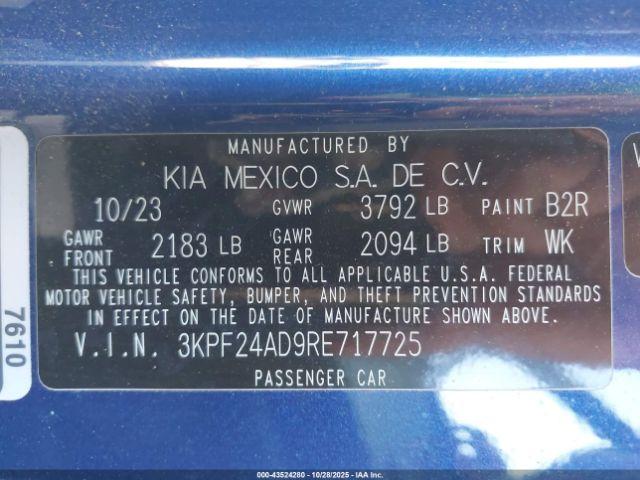 MANUFACTURED BY
KIA MEXICO S.A. DE C.V.
10/23 GVWR 3792 LB PAINT B2R
GAWR FRONT 2183 LB GAWR REAR 2094 LB TRIM WK
THIS VEHICLE CONFORMS TO ALL APPLICABLE U.S.A. FEDERAL
MOTOR VEHICLE SAFETY, BUMPER, AND THEFT PREVENTION STANDARDS
IN EFFECT ON THE DATE OF MANUFACTURE SHOWN ABOVE.
V.I.N. 3KPF24AD9RE717725
PASSENGER CAR
7610
000-43524280 - 10/28/2025 - IAA Inc.